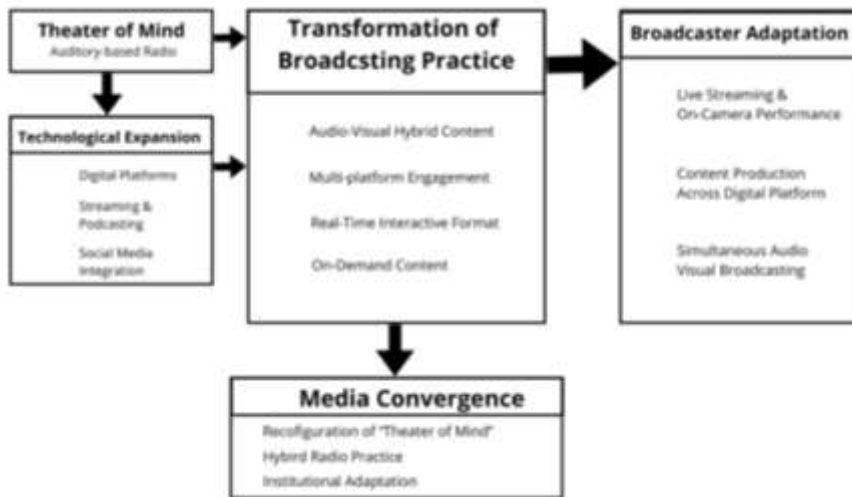 Theater of Mind
Auditory-based Radio
Technological Expansion
Digital Platforms
Streaming &
Podcasting
Social Media
Integration
Transformation of
Broadcsting Practice
Audio-Visual Hybrid Content
Multi-platform Engagement
Real-Time Interactive Format
On-Demand Content
Broadcaster Adaptation
Live Streaming &
On-Camera Performance
Content Production
Across Digital Platform
Simultaneous Audio
Visual Broadcasting
Media Convergence
Recofiguration of "Theater of Mind"
Hybird Radio Practice
Institutional Adaptation